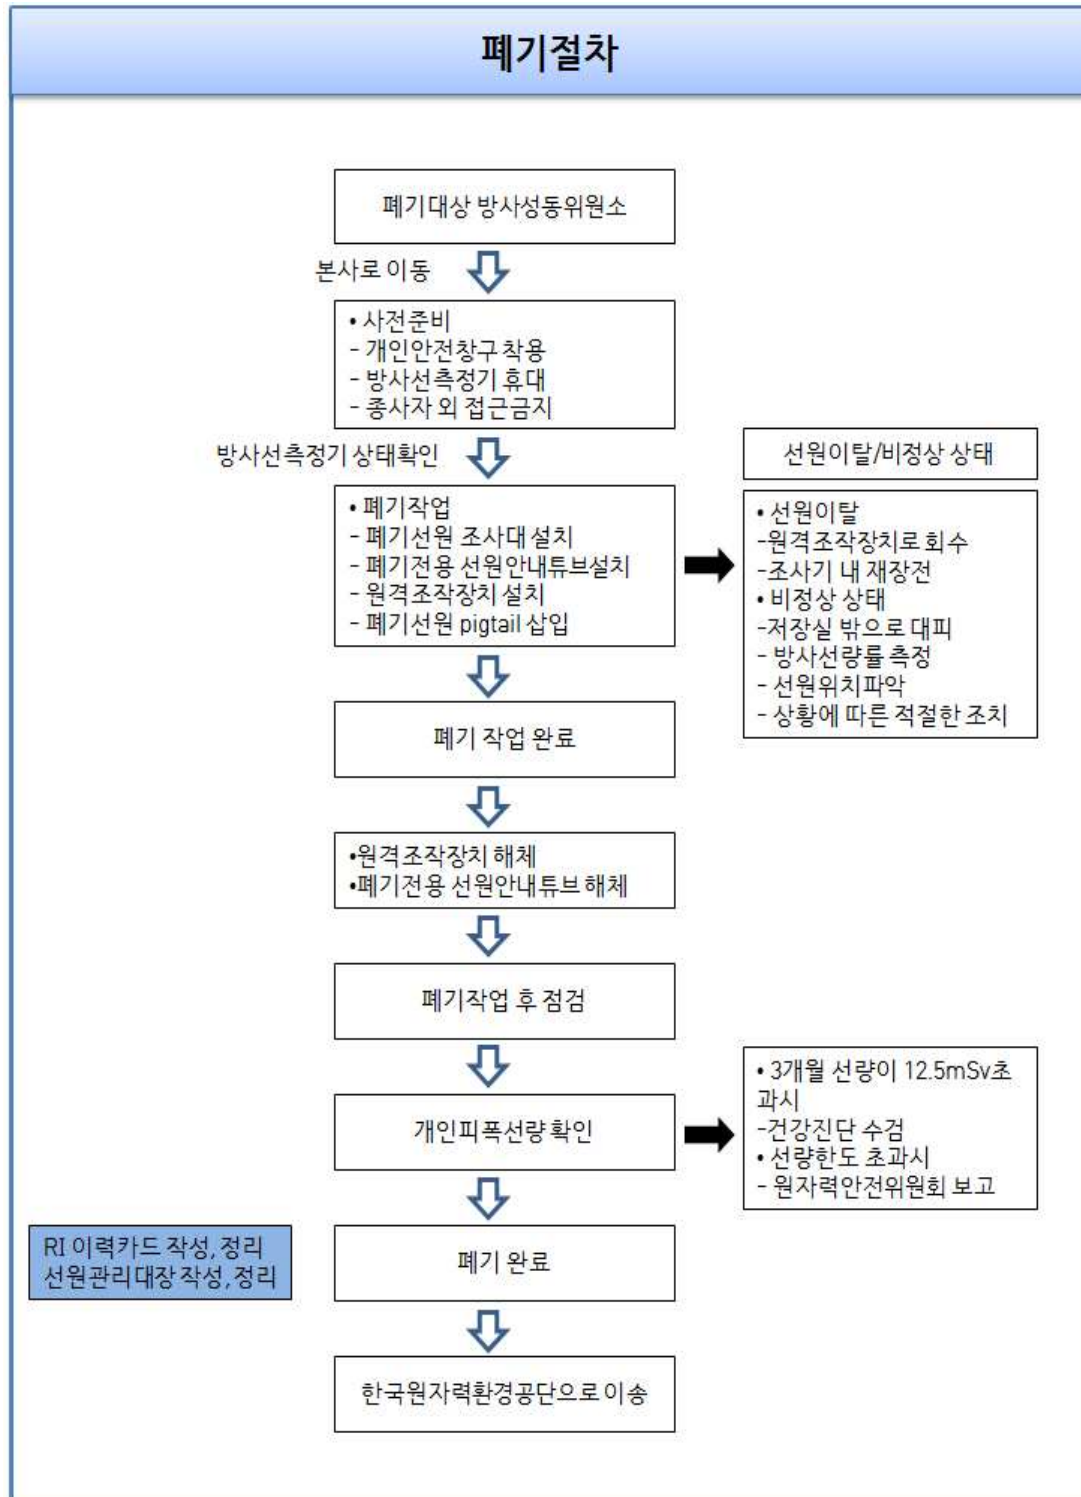 폐기절차
폐기대상 방사성동위원소
본사로 이동
• 사전준비
- 개인안전창구 착용
- 방사선측정기 휴대
- 종사자 외 접근금지
방사선측정기 상태확인
• 폐기작업
- 폐기선원 조사대 설치
- 폐기전용 선원안내튜브설치
- 원격조작장치 설치
- 폐기선원 pigtail 삽입
선원이탈/비정상 상태
• 선원이탈
-원격조작장치로 회수
-조사기 내 재장전
• 비정상 상태
-저장실 밖으로 대피
- 방사선량률 측정
- 선원위치파악
- 상황에 따른 적절한 조치
폐기 작업 완료
•원격조작장치 해체
•폐기전용 선원안내튜브 해체
폐기작업 후 점검
개인피폭선량 확인
• 3개월 선량이 12.5mSv초
과시
-건강진단 수검
• 선량한도 초과시
- 원자력안전위원회 보고
RI 이력카드 작성, 정리
선원관리대장 작성, 정리
폐기 완료
한국원자력환경공단으로 이송